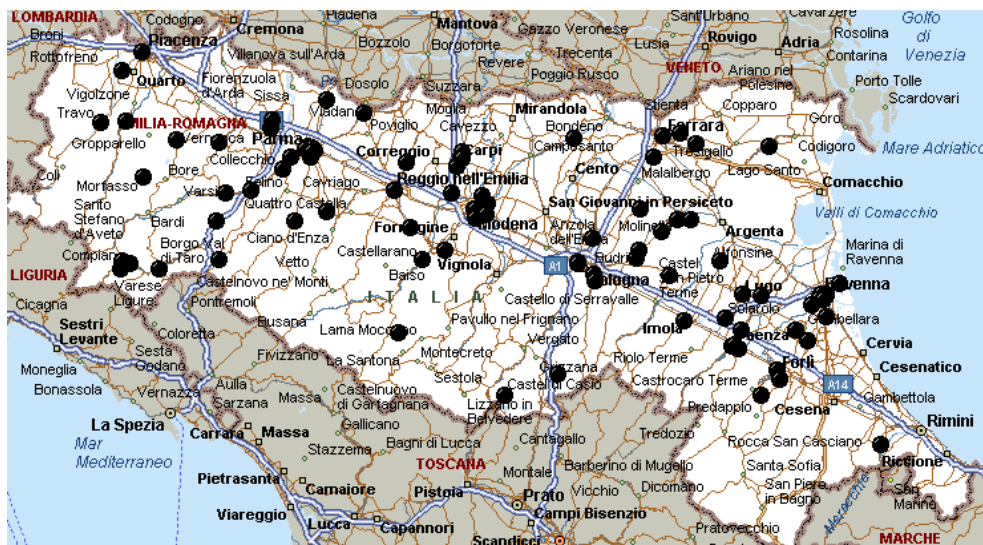 LOMBARDIA
Codogno
Cremona
Piadena
Mantova
Gazzo Veronese
Sant'Urbano
Cavarzere
Golfo
di
Venezia
Broni
Rottofreno
Piacenza
Villanova sull'Arda
Bozzolo
Borgoforte
Revere
Trecenta
Lusia
Rovigo
Adria
Rosolina
Contarina
VENETO
Quarto
Vigolzone
Fiorenzuola
d'Arda
Sissa
Po
Dosolo
Viadana
Suzzara
Poggio Rusco
Ariano nel
Polesine
Porto Tolle
Scardovari
Travo
Gropparello
Poviglio
Moglia
Cavezzo
Mirandola
Bondeno
Stienta
Copparo
Goro
Parma
Collecchio
Correggio
Carpi
Camposanto
Ferrara
Tresigallo
Codigoro
Mare Adriatico
Coli
Bore
Morfasso
Varsi
Felino
Cavriago
Reggio nell'Emilia
Cento
Malalbergo
Lago Santo
Comacchio
Santo
Stefano
d'Aveto
Bardi
Quattro Castella
Modena
San Giovanni in Persiceto
Valli di Comacchio
Borgo Val
di Taro
Ciano d'Enza
Castellarano
Anzola
dell'Emilia
Molinella
Argenta
Alfonsine
Marina di
Ravenna
LIGURIA
Varese
Ligure
Vetto
Baiso
Vignola
A1
Budrio
Bologna
Castel
San Pietro
Terme
Lugo
Ravenna
Cicagna
Pontremoli
Castelnovo ne' Monti
ITALIA
Castello di Serravalle
Solarolo
Sestri
Levante
Coloretta
Busana
Lama Mocogno
Pavullo nel Frignano
Vergato
Imola
Faenza
Cervia
Moneglia
Bonassola
Sesta
Godano
Vernazza
Fivizzano
La Santona
Montecreto
Sestola
Riolo Terme
Forlì
Cesenatico
Aulla
Sarzana
Massa
Castelnuovo
di Garfagnana
Lizzano in
Belvedere
Castel di Casio
Castrocaro Terme
Predappio
A14
Cesena
Gambettola
La Spezia
Carrara
Massa
Gallicano
Stazzema
Bagni di Lucca
Cantagallo
Tredozio
Rocca San Casciano
Rimini
Mar
Mediterraneo
TOSCANA
Montale
Barberino di Mugello
Riccione
Pietrasanta
Camaiore
Pistoia
Prato
Vicchio
Dicomano
Santa Sofia
San Piero
in Bagno
Marecchia
San
Marino
Viareggio
Lucca
Capannori
Campi Bisenzio
Scandicci
Pratovecchio
MARCHE